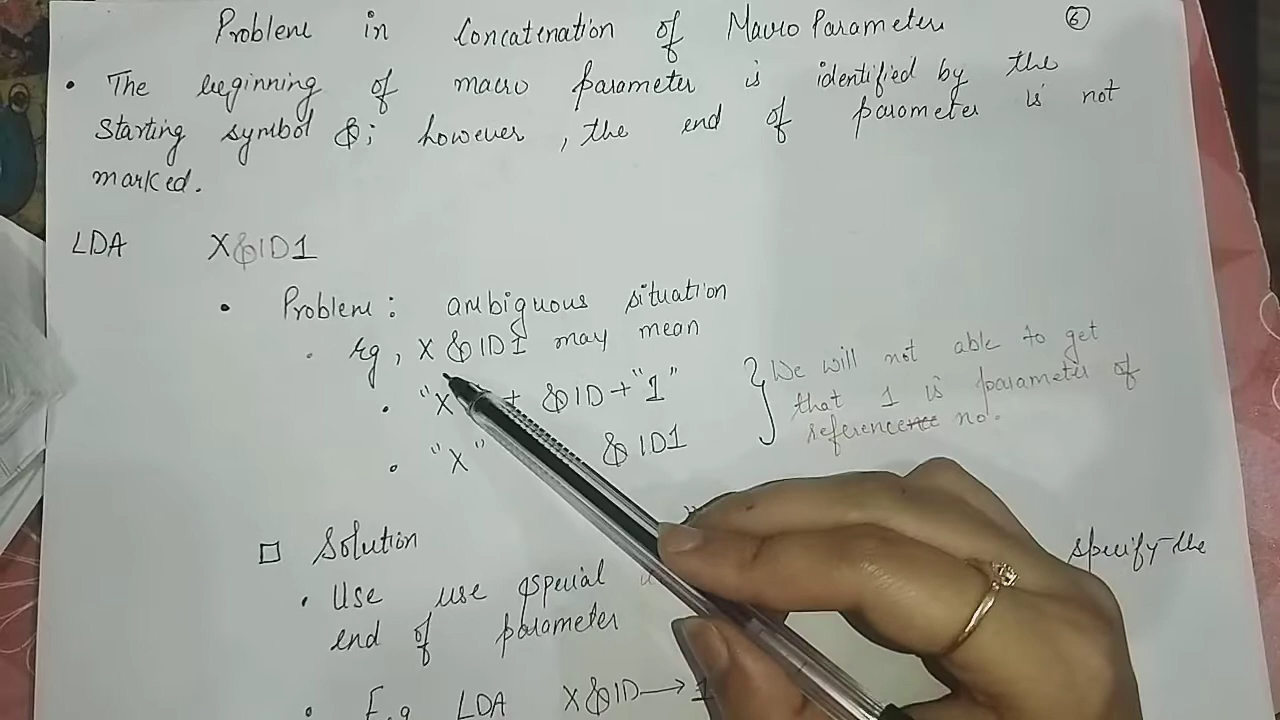 Problem in Concatenation of Macro Parameter 6
• The beginning of macro parameter is identified by the
starting symbol &; however, the end of parameter is not
marked.
LDA X&ID1
• Problem: ambiguous situation
• Eg, X &ID1 may mean
• "X" + &ID + "1"
• "X" &ID1
} We will not able to get
that 1 is parameter of
reference no.
□ Solution
• Use use special specify the
end of parameter
• E.g LDA X&ID→1